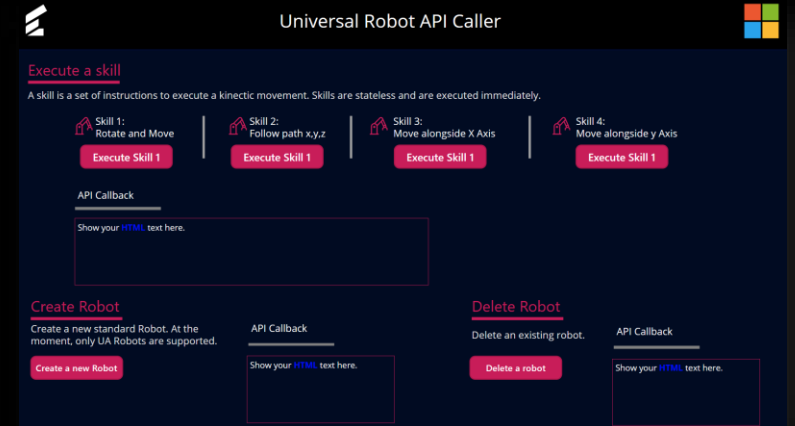 Universal Robot API Caller
Execute a skill
A skill is a set of instructions to execute a kinectic movement. Skills are stateless and are executed immediately.
Skill 1:
Rotate and Move
Execute Skill 1
Skill 2:
Follow path x,y,z
Execute Skill 1
Skill 3:
Move alongside X Axis
Execute Skill 1
Skill 4:
Move alongside y Axis
Execute Skill 1
API Callback
Show your HTML text here.
Create Robot
Create a new standard Robot. At the
moment, only UA Robots are supported.
Create a new Robot
API Callback
Show your HTML text here.
Delete Robot
Delete an existing robot.
Delete a robot
API Callback
Show your HTML text here.